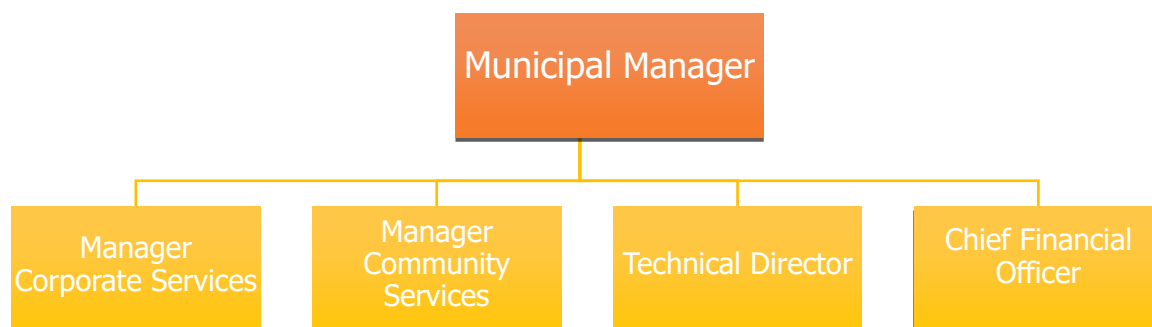 Municipal Manager
Manager
Corporate Services
Manager
Community
Services
Technical Director
Chief Financial
Officer